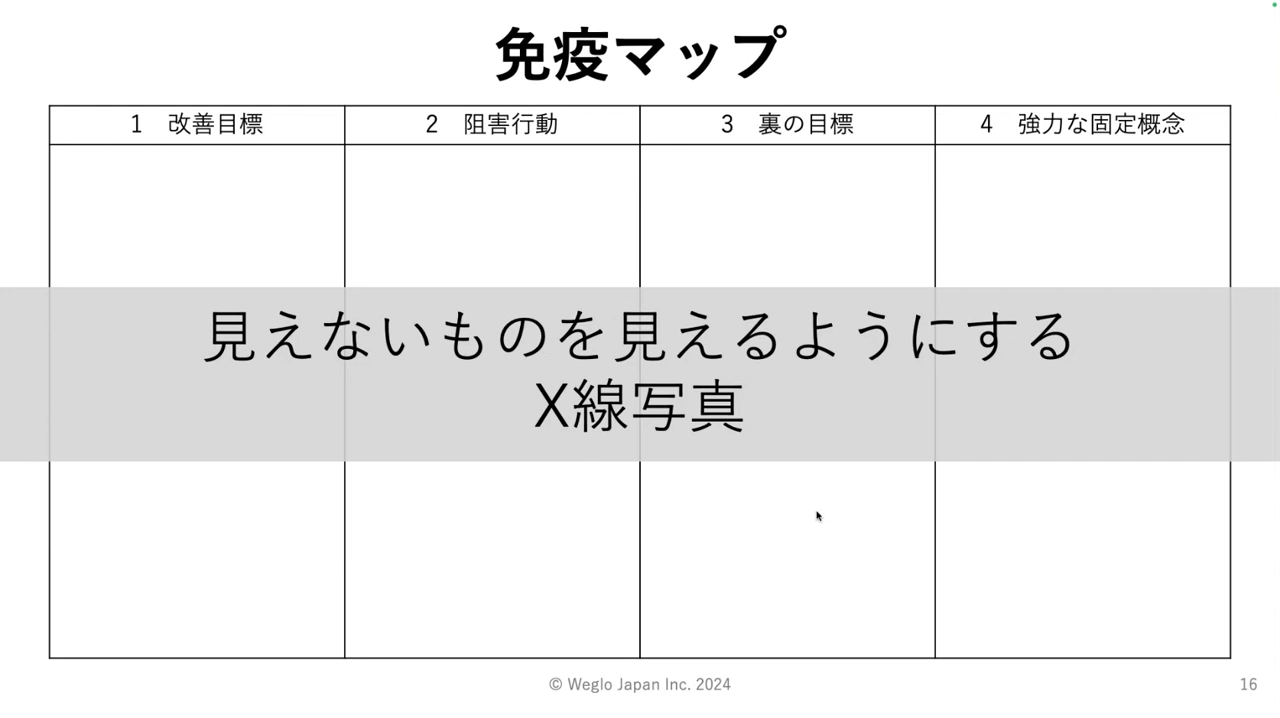 免疫マップ
1　改善目標
2　阻害行動
3　裏の目標
4　強力な固定概念
見えないものを見えるようにする
X線写真
© Weglo Japan Inc. 2024
16